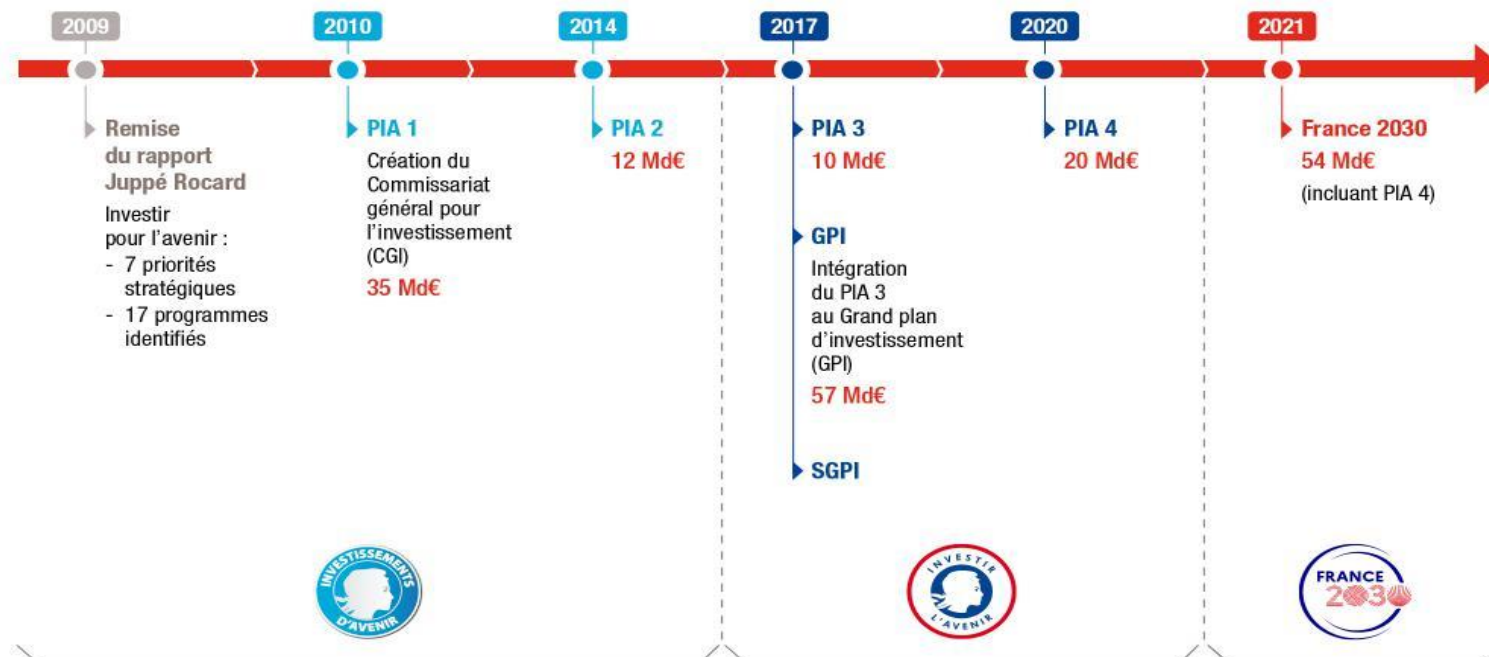 2009
2010
2014
2017
2020
2021
Remise
du rapport
Juppé Rocard
Investir
pour l'avenir :
- 7 priorités
stratégiques
- 17 programmes
identifiés
PIA 1
Création du
Commissariat
général pour
l'investissement
(CGI)
35 Md€
PIA 2
12 Md€
PIA 3
10 Md€
GPI
Intégration
du PIA 3
au Grand plan
d'investissement
(GPI)
57 Md€
SGPI
PIA 4
20 Md€
France 2030
54 Md€
(incluant PIA 4)
INVESTISSEMENTS
D'AVENIR
INVESTIR
L'AVENIR
FRANCE
2030